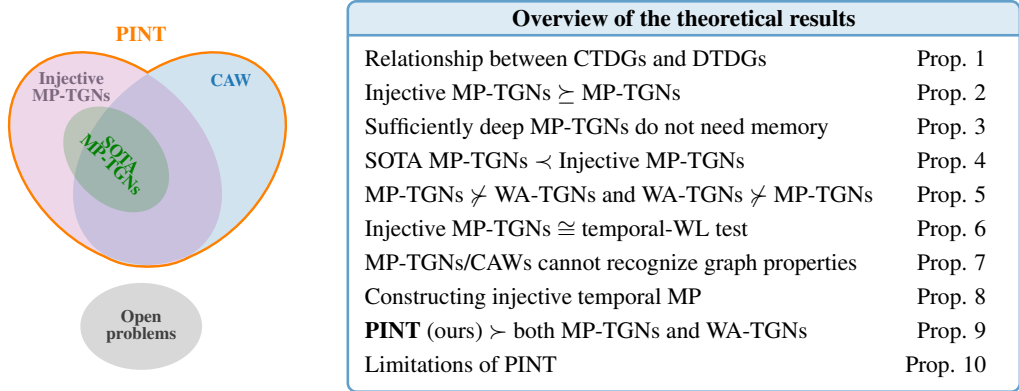 PINT
Injective
MP-TGNs
CAW
SOTA
MP-TGNs
Open
problems
Overview of the theoretical results
Relationship between CTDGs and DTDGs Prop. 1
Injective MP-TGNs ⪰ MP-TGNs Prop. 2
Sufficiently deep MP-TGNs do not need memory Prop. 3
SOTA MP-TGNs ≺ Injective MP-TGNs Prop. 4
MP-TGNs ⊁ WA-TGNs and WA-TGNs ⊁ MP-TGNs Prop. 5
Injective MP-TGNs ≅ temporal-WL test Prop. 6
MP-TGNs/CAWs cannot recognize graph properties Prop. 7
Constructing injective temporal MP Prop. 8
PINT (ours) ≻ both MP-TGNs and WA-TGNs Prop. 9
Limitations of PINT Prop. 10